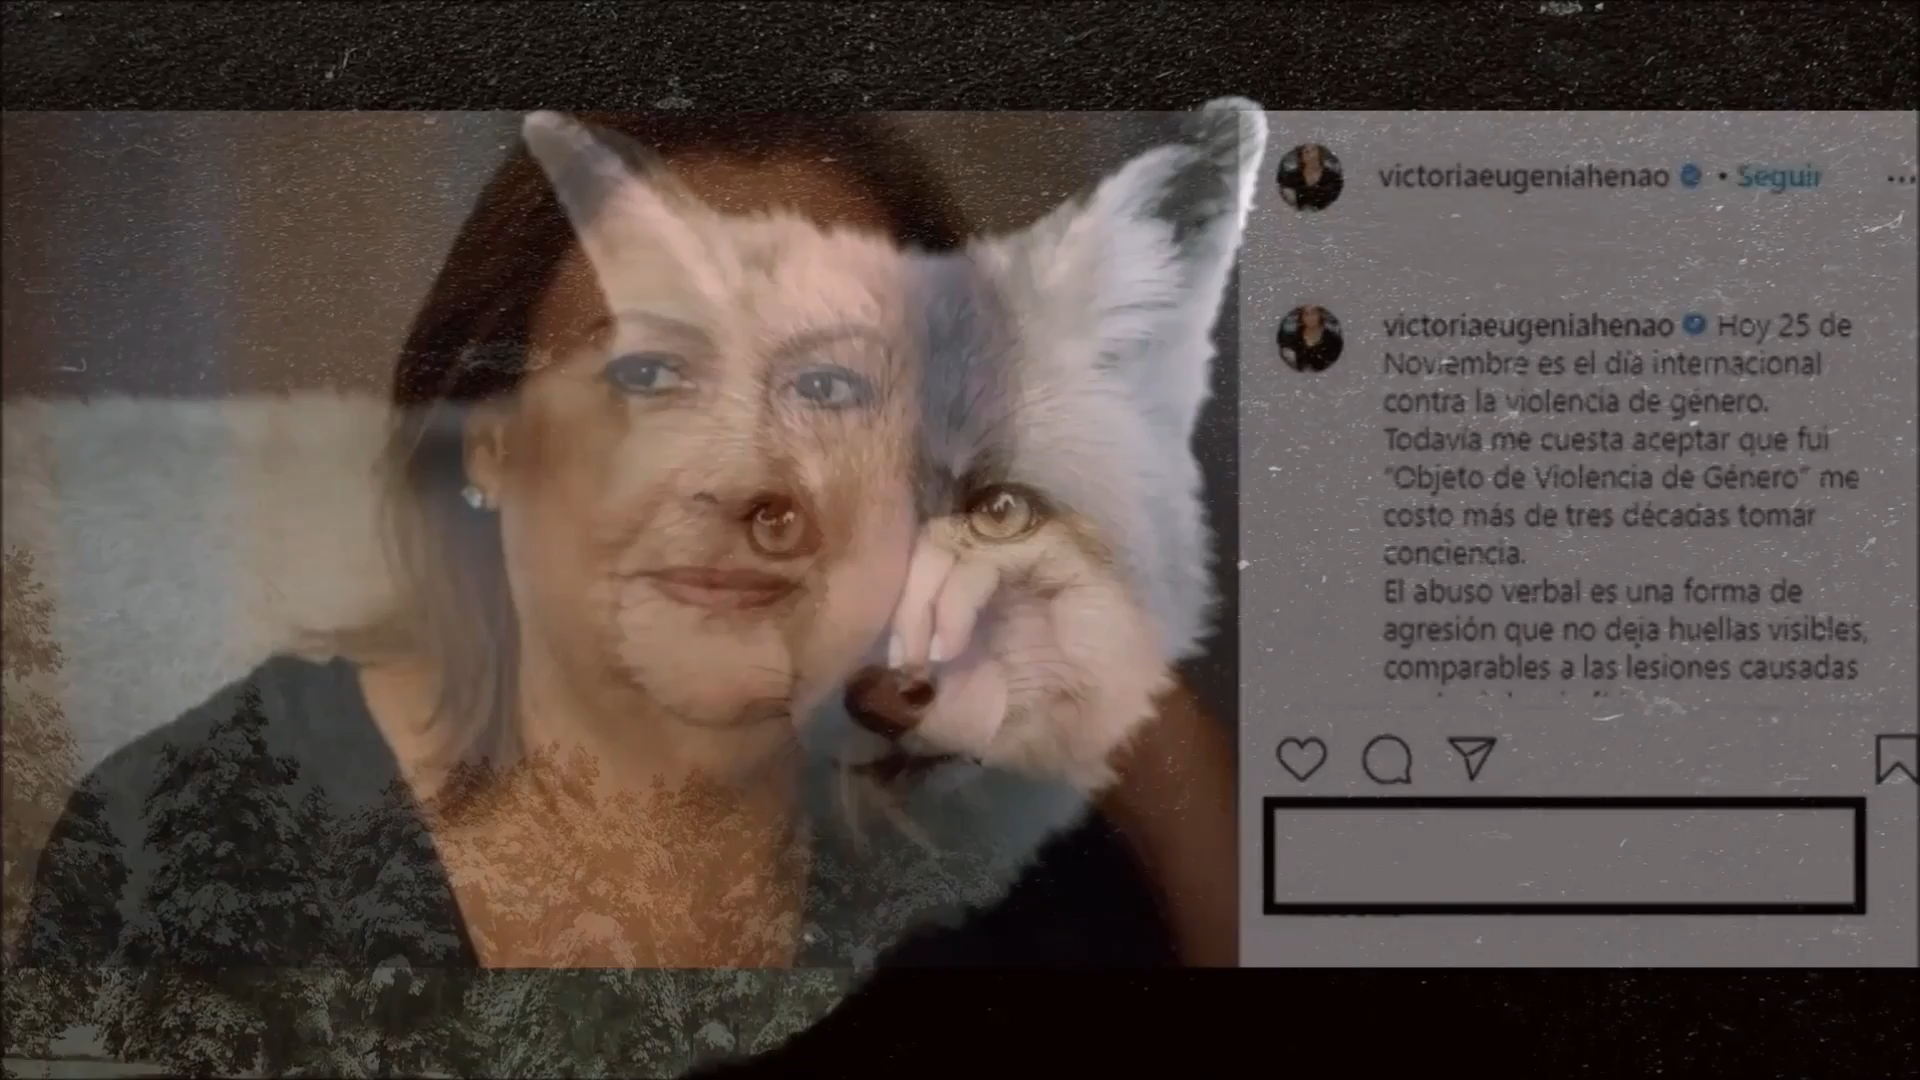 victoriaeugeniahenao • Seguir ...
victoriaeugeniahenao Hoy 25 de
Noviembre es el día internacional
contra la violencia de género.
Todavía me cuesta aceptar que fui
"Objeto de Violencia de Género" me
costo más de tres décadas tomar
conciencia.
El abuso verbal es una forma de
agresión que no deja huellas visibles,
comparables a las lesiones causadas